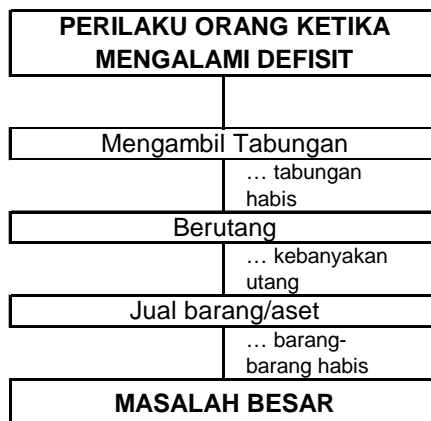 PERILAKU ORANG KETIKA
MENGALAMI DEFISIT
Mengambil Tabungan
… tabungan
habis
Berutang
… kebanyakan
utang
Jual barang/aset
… barang-
barang habis
MASALAH BESAR